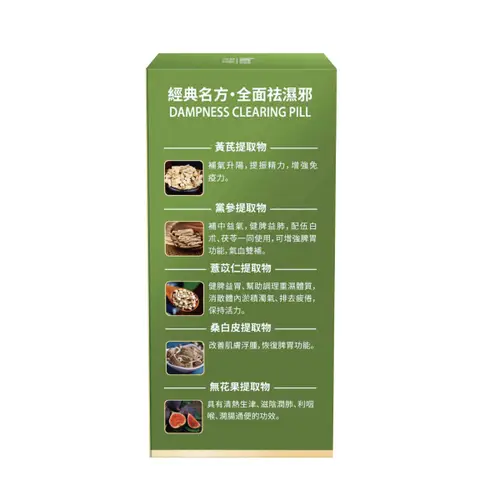 經典名方·全面祛濕邪
DAMPNESS CLEARING PILL
黃芪提取物
補氣升陽,提振精力,增強免
疫力。
黨參提取物
補中益氣,健脾益肺,配伍白
朮、茯苓一同使用,可增強脾胃
功能,氣血雙補。
薏苡仁提取物
健脾益胃、幫助調理重濕體質,
消散體內淤積濁氣、排去疲倦,
保持活力。
桑白皮提取物
改善肌膚浮腫,恢復脾胃功能。
無花果提取物
具有清熱生津、滋陰潤肺、利咽
喉、潤腸通便的功效。